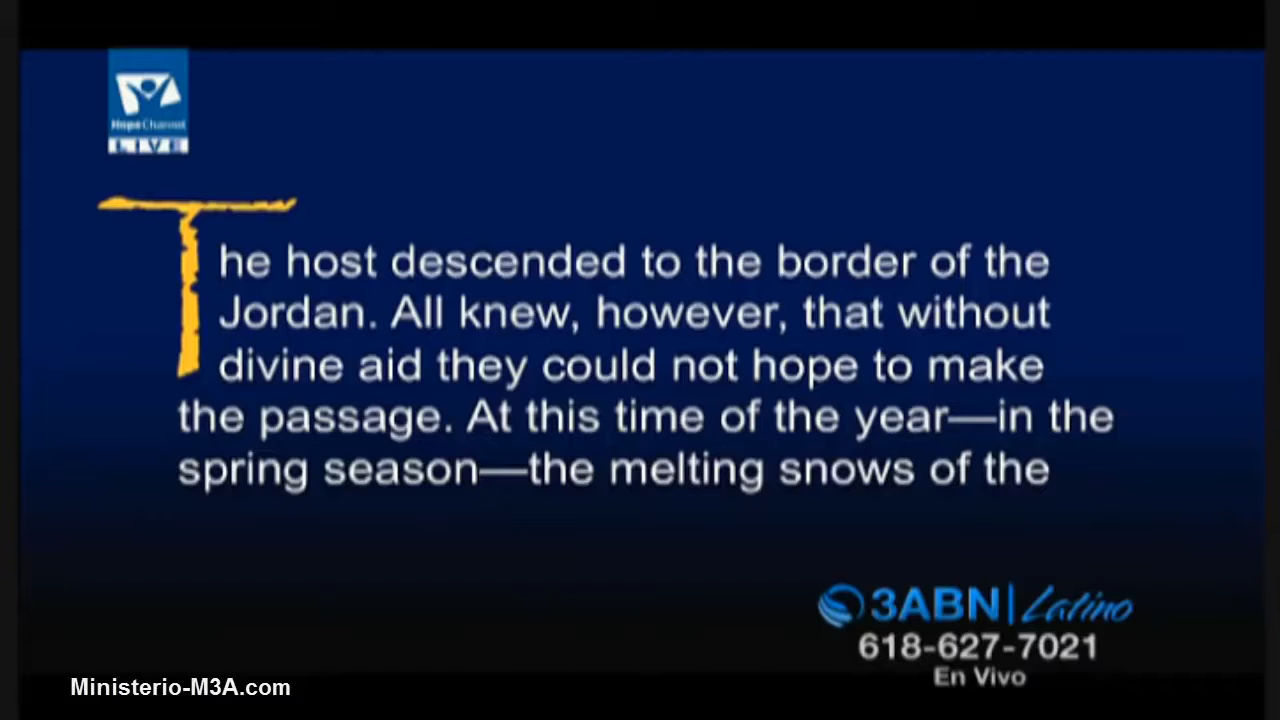 Hope Channel
LIVE
The host descended to the border of the
Jordan. All knew, however, that without
divine aid they could not hope to make
the passage. At this time of the year—in the
spring season—the melting snows of the
3ABN Latino
618-627-7021
En Vivo
Ministerio-M3A.com